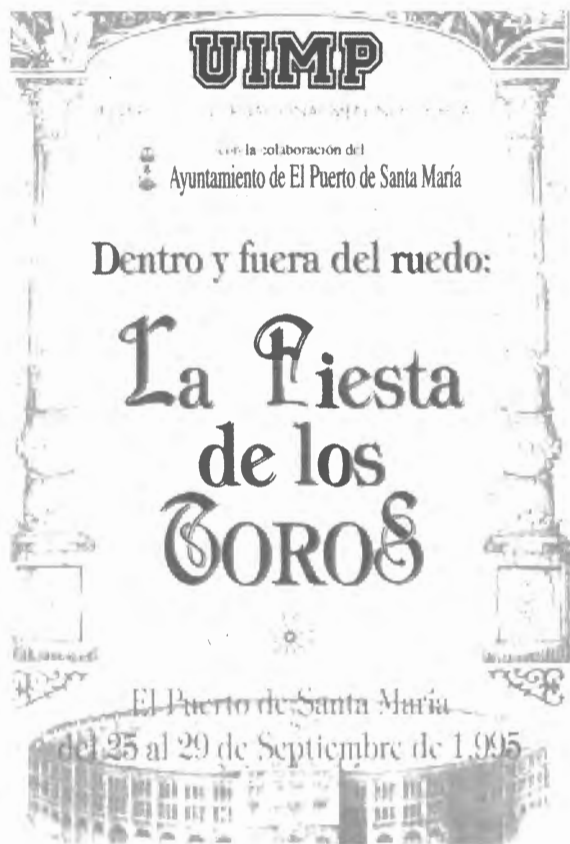 UIMP
la colaboración del
Ayuntamiento de El Puerto de Santa María
Dentro y fuera del ruedo:
La Fiesta
de los
TOROS
El Puerto de Santa María
del 25 al 29 de Septiembre de 1.995